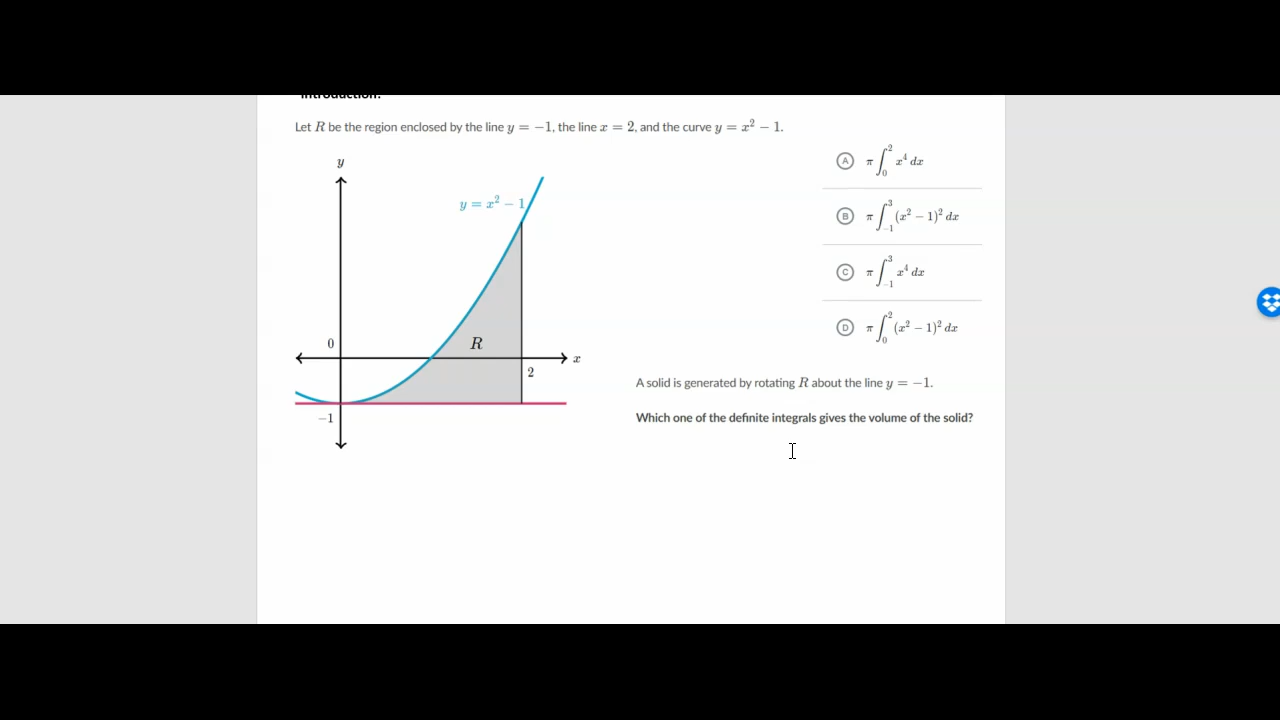 Introduction:
Let R be the region enclosed by the line y = −1, the line x = 2, and the curve y = x² − 1.
y
y = x² − 1
0
R
x
2
−1
A π∫₀² x⁴ dx
B π∫₋₁³ (x² − 1)² dx
C π∫₋₁³ x⁴ dx
D π∫₀² (x² − 1)² dx
A solid is generated by rotating R about the line y = −1.
Which one of the definite integrals gives the volume of the solid?